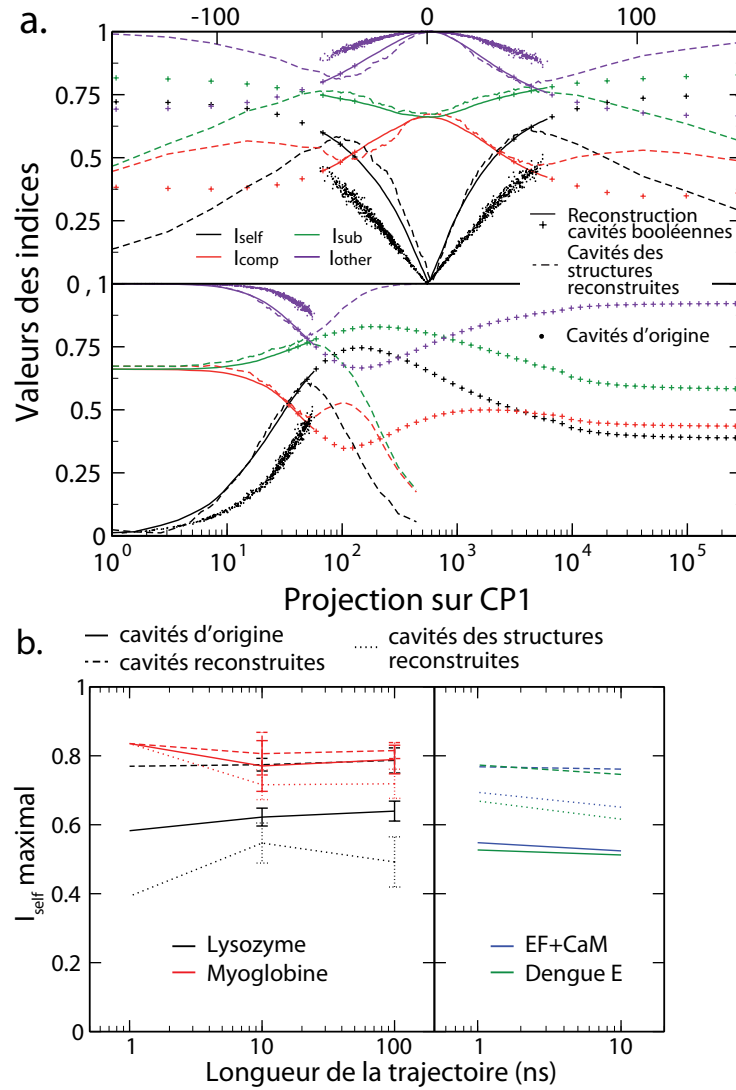 a.
-100 0 100
1
0,75
0,5
0,25
0, 1
0,75
0,5
0,25
0
Valeurs des indices
Iself Isub
Icomp Iother
Reconstruction
cavités booléennes
Cavités des
structures
reconstruites
Cavités d'origine
10^0 10^1 10^2 10^3 10^4 10^5
Projection sur CP1
b.
cavités d'origine
cavités reconstruites
cavités des structures
reconstruites
1
0.8
0.6
0.4
0.2
0
Iself maximal
Lysozyme
Myoglobine
EF+CaM
Dengue E
1 10 100 1 10
Longueur de la trajectoire (ns)